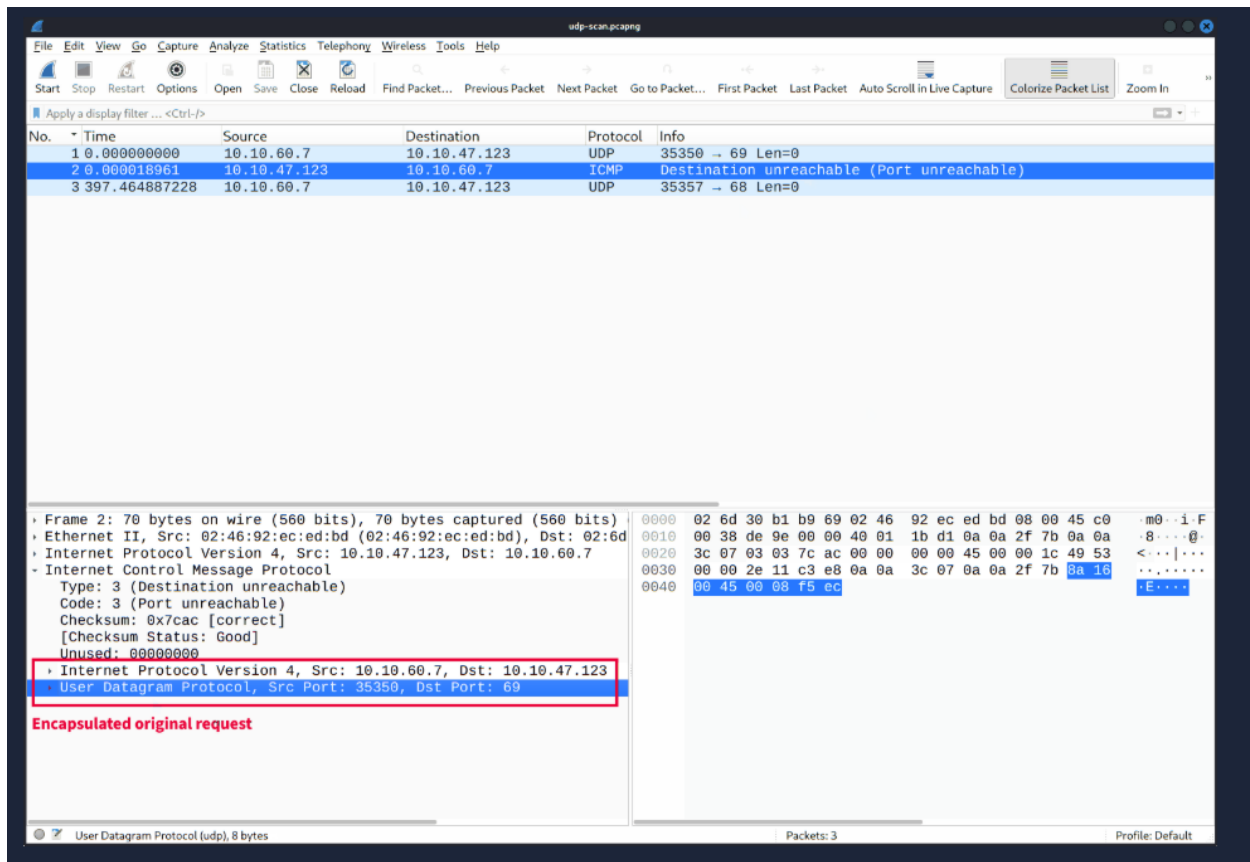 udp-scan.pcapng
File Edit View Go Capture Analyze Statistics Telephony Wireless Tools Help
Start Stop Restart Options Open Save Close Reload Find Packet... Previous Packet Next Packet Go to Packet... First Packet Last Packet Auto Scroll in Live Capture Colorize Packet List Zoom In »
Apply a display filter ... <Ctrl-/>
No. Time Source Destination Protocol Info
1 0.000000000 10.10.60.7 10.10.47.123 UDP 35350 → 69 Len=0
2 0.000018961 10.10.47.123 10.10.60.7 ICMP Destination unreachable (Port unreachable)
3 397.464887228 10.10.60.7 10.10.47.123 UDP 35357 → 68 Len=0
Frame 2: 70 bytes on wire (560 bits), 70 bytes captured (560 bits) 0000 02 6d 30 b1 b9 69 02 46 92 ec ed bd 08 00 45 c0 ·m0··i·F
Ethernet II, Src: 02:46:92:ec:ed:bd (02:46:92:ec:ed:bd), Dst: 02:6d 0010 00 38 de 9e 00 00 40 01 1b d1 0a 0a 2f 7b 0a 0a ·8····@·
Internet Protocol Version 4, Src: 10.10.47.123, Dst: 10.10.60.7 0020 3c 07 03 03 7c ac 00 00 00 00 45 00 00 1c 49 53 <···|···
Internet Control Message Protocol 0030 00 00 2e 11 c3 e8 0a 0a 3c 07 0a 0a 2f 7b 8a 16 ··.·····
Type: 3 (Destination unreachable) 0040 00 45 00 08 f5 ec ·E····
Code: 3 (Port unreachable)
Checksum: 0x7cac [correct]
[Checksum Status: Good]
Unused: 00000000
Internet Protocol Version 4, Src: 10.10.60.7, Dst: 10.10.47.123
User Datagram Protocol, Src Port: 35350, Dst Port: 69
Encapsulated original request
User Datagram Protocol (udp), 8 bytes Packets: 3 Profile: Default